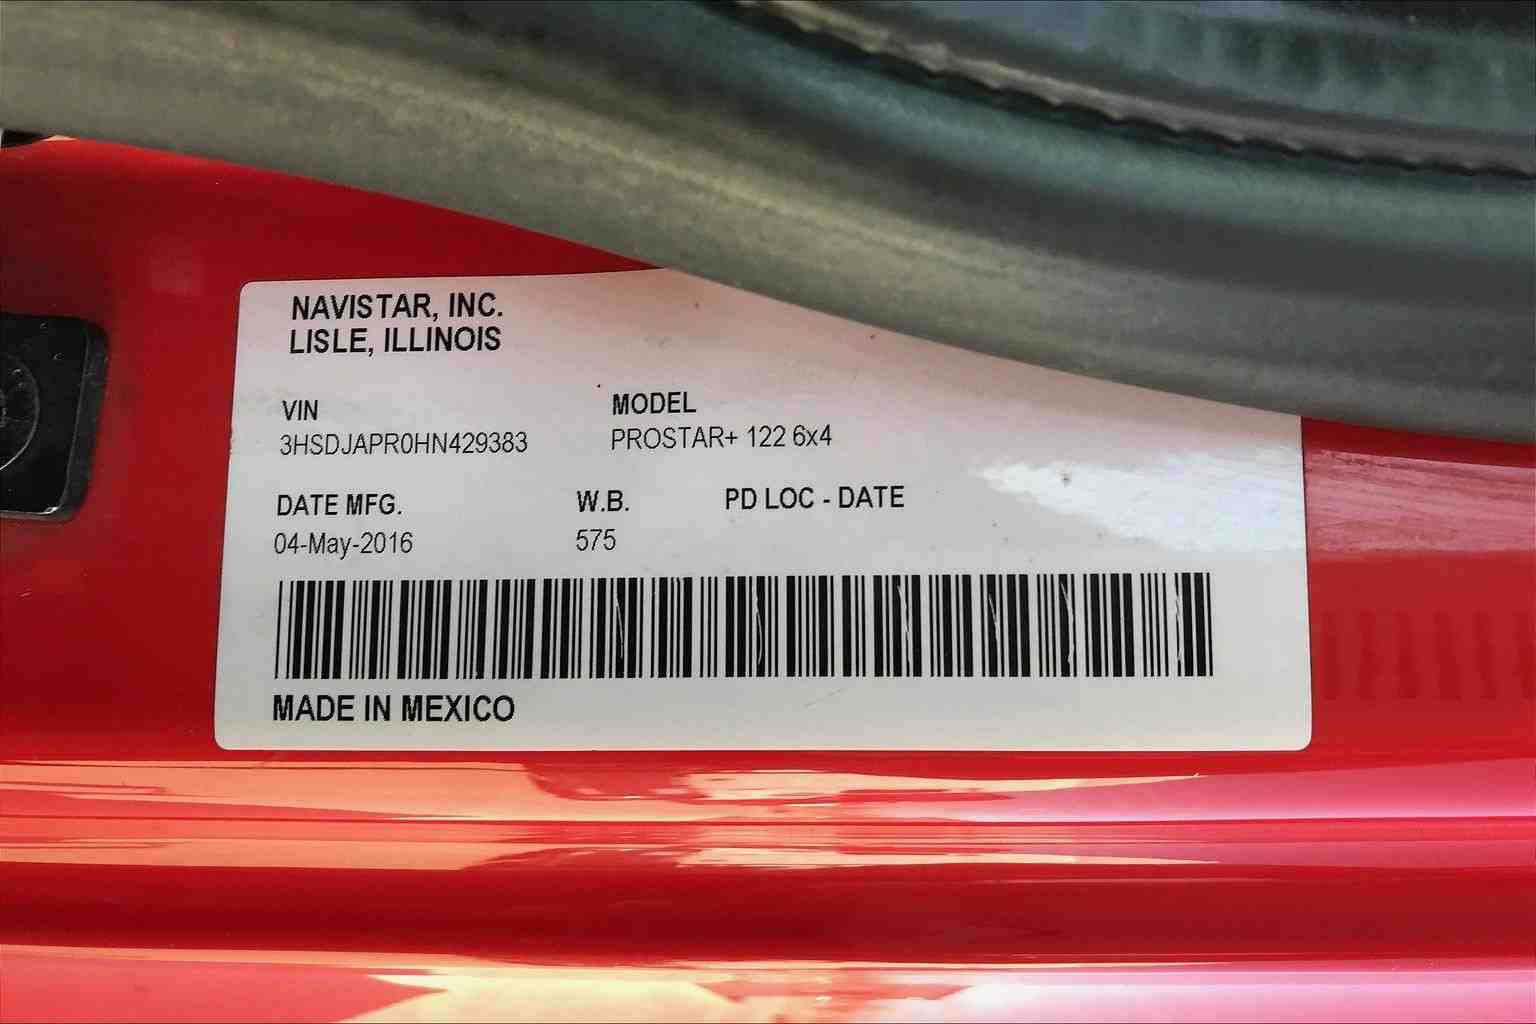 NAVISTAR, INC.
LISLE, ILLINOIS
VIN MODEL
3HSDJAPR0HN429383 PROSTAR+ 122 6x4
DATE MFG. W.B. PD LOC - DATE
04-May-2016 575
MADE IN MEXICO